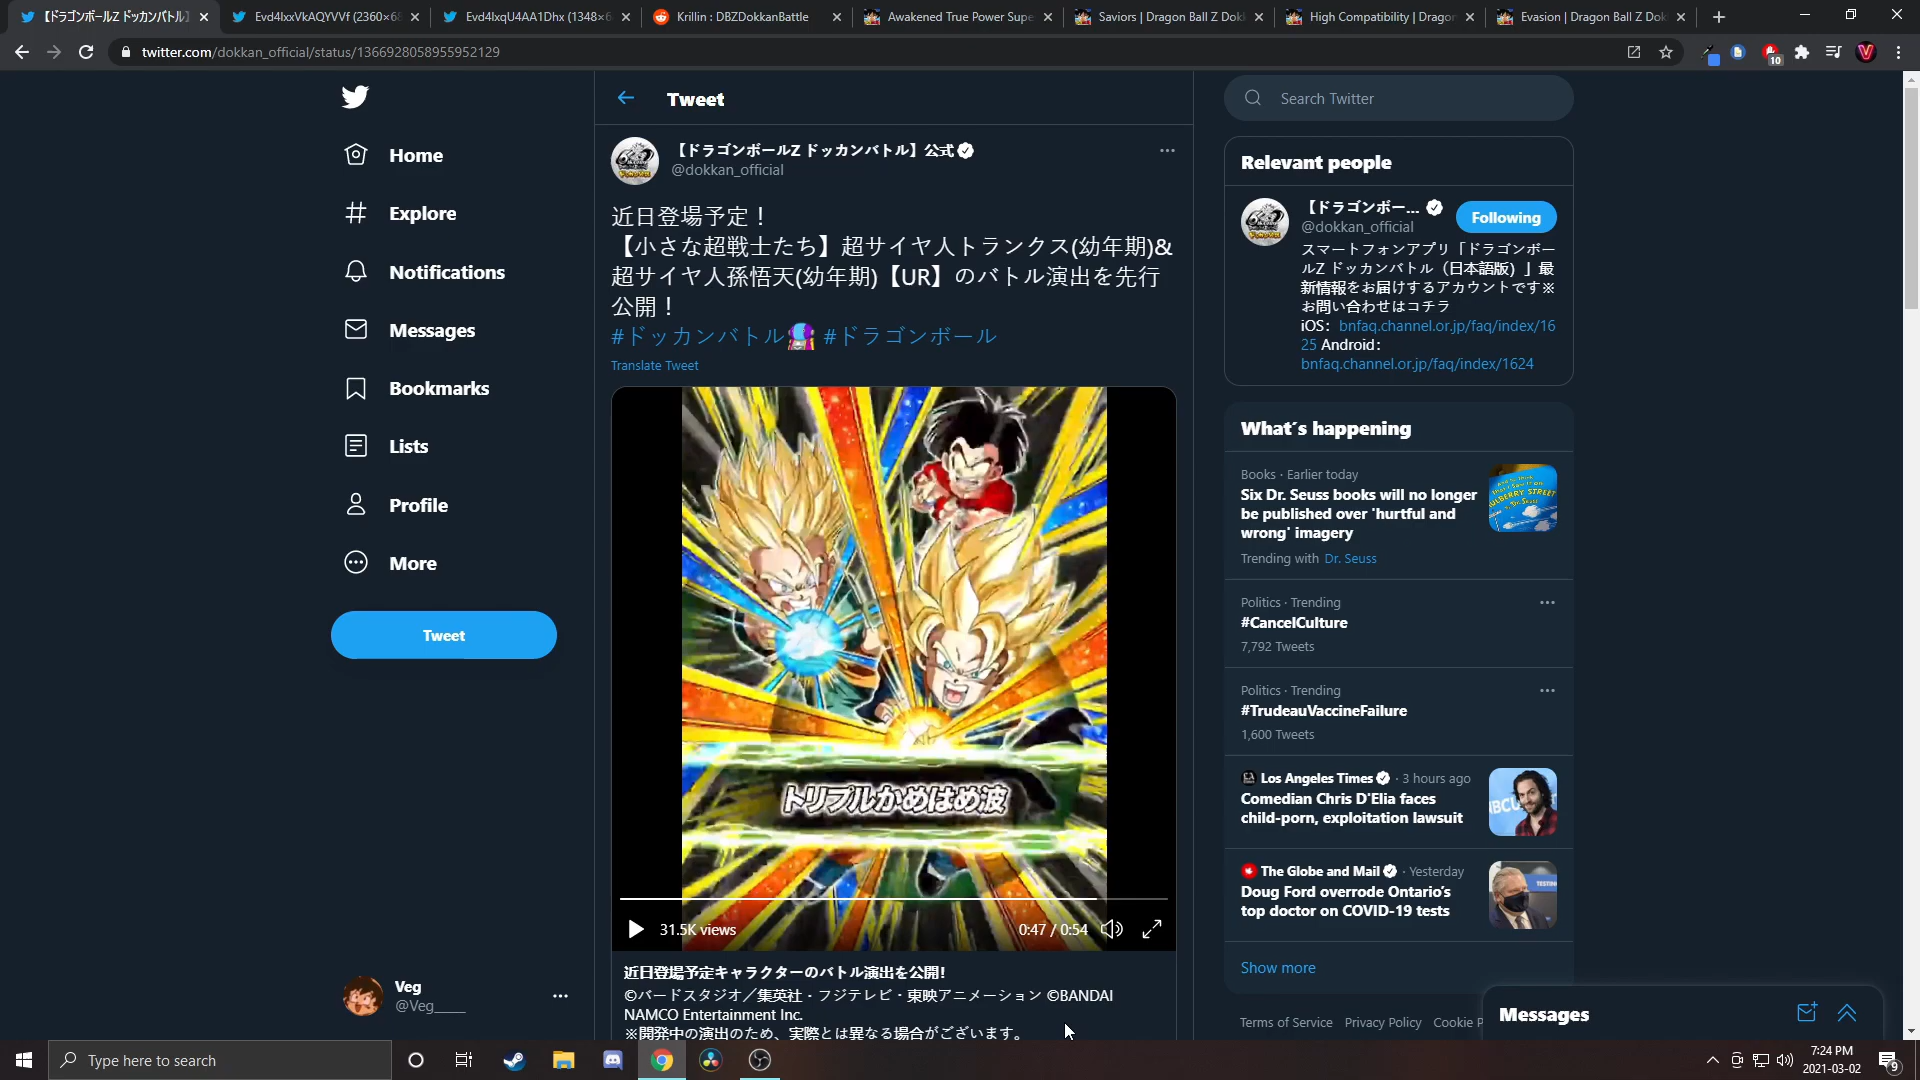 【ドラゴンボールZ ドッカンバトル】
Evd4IxxVkAQYVVf (2360×6
Evd4IxqU4AA1Dhx (1348×6
Krillin : DBZDokkanBattle
Awakened True Power Supe
Saviors | Dragon Ball Z Dok
High Compatibility | Dragon
Evasion | Dragon Ball Z Dok
twitter.com/dokkan_official/status/1366928058955952129
10
V
Home
Explore
Notifications
Messages
Bookmarks
Lists
Profile
More
Tweet
Veg
@Veg_____
Tweet
【ドラゴンボールZ ドッカンバトル】公式
@dokkan_official
近日登場予定！
【小さな超戦士たち】超サイヤ人トランクス(幼年期)&
超サイヤ人孫悟天(幼年期)【UR】のバトル演出を先行
公開！
#ドッカンバトル #ドラゴンボール
Translate Tweet
トリプルかめはめ波
31.5K views
0:47 / 0:54
近日登場予定キャラクターのバトル演出を公開!
©バードスタジオ／集英社・フジテレビ・東映アニメーション ©BANDAI
NAMCO Entertainment Inc.
※開発中の演出のため、実際とは異なる場合がございます。
Search Twitter
Relevant people
【ドラゴンボー...
@dokkan_official
Following
スマートフォンアプリ「ドラゴンボー
ルZ ドッカンバトル（日本語版）」最
新情報をお届けするアカウントです※
お問い合わせはコチラ
iOS： bnfaq.channel.or.jp/faq/index/16
25 Android：
bnfaq.channel.or.jp/faq/index/1624
What's happening
Books · Earlier today
Six Dr. Seuss books will no longer
be published over 'hurtful and
wrong' imagery
Trending with Dr. Seuss
Politics · Trending
#CancelCulture
7,792 Tweets
Politics · Trending
#TrudeauVaccineFailure
1,600 Tweets
Los Angeles Times · 3 hours ago
Comedian Chris D'Elia faces
child-porn, exploitation lawsuit
The Globe and Mail · Yesterday
Doug Ford overrode Ontario's
top doctor on COVID-19 tests
Show more
Terms of Service Privacy Policy Cookie P
Messages
Type here to search
7:24 PM
2021-03-02
9